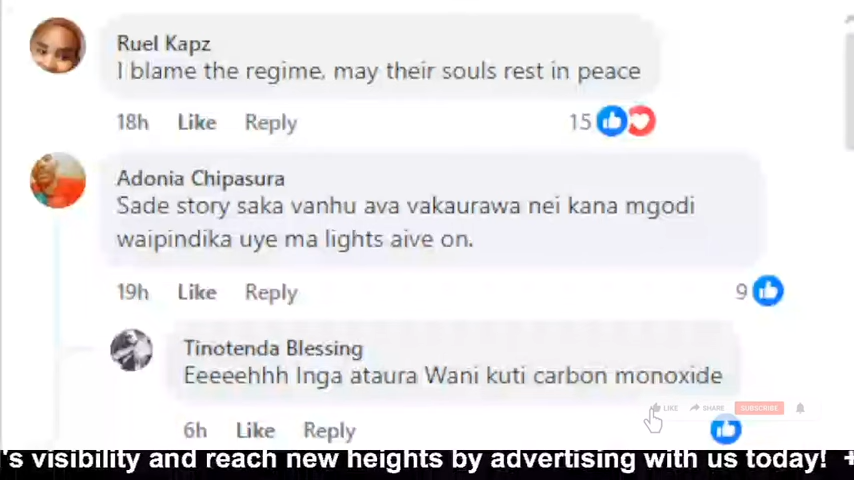 Ruel Kapz
I blame the regime, may their souls rest in peace
18h Like Reply 15
Adonia Chipasura
Sade story saka vanhu ava vakaurawa nei kana mgodi
waipindika uye ma lights aive on.
19h Like Reply 9
Tinotenda Blessing
Eeeeehhh Inga ataura Wani kuti carbon monoxide
LIKE SHARE SUBSCRIBE
6h Like Reply
's visibility and reach new heights by advertising with us today! +